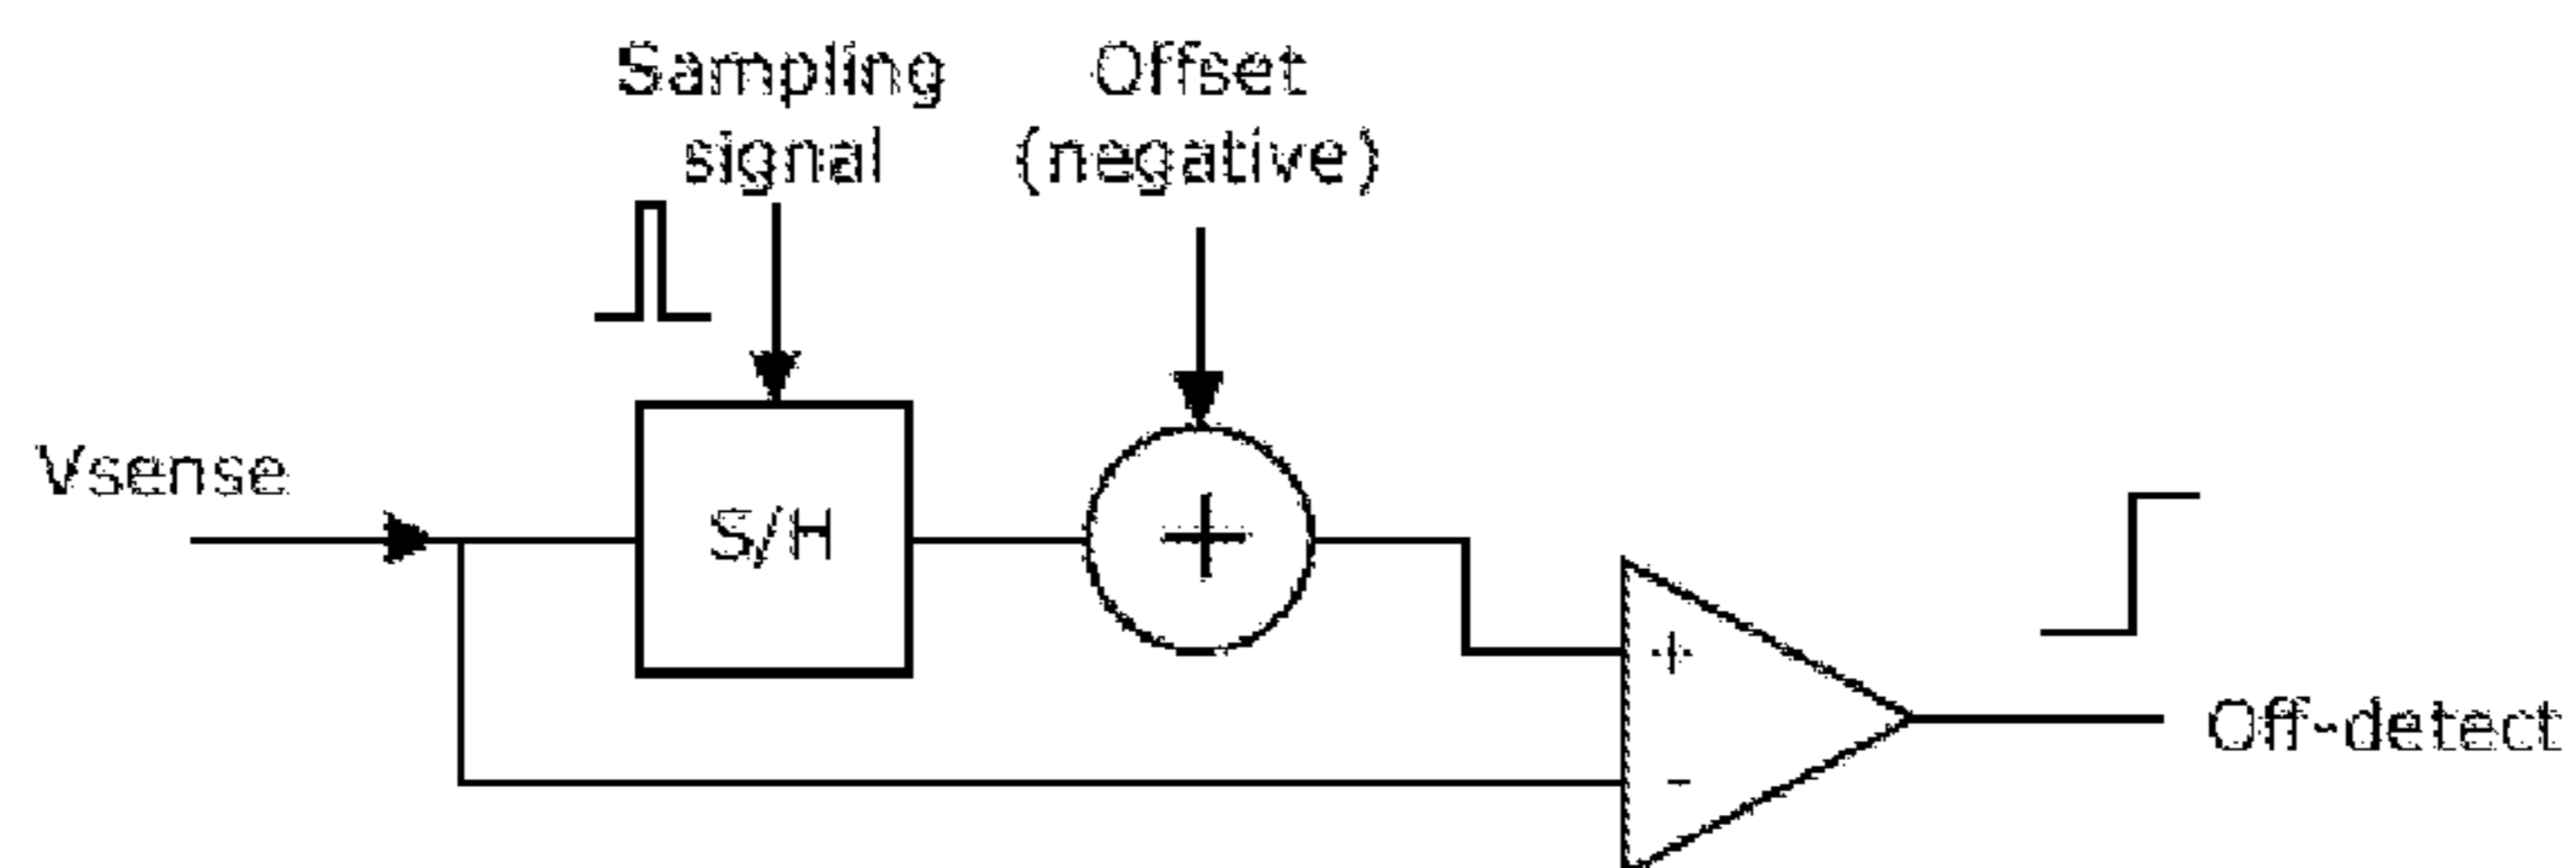 Sampling
signal
Offset
(negative)
Vsense
S/H
+
+
-
Off-detect